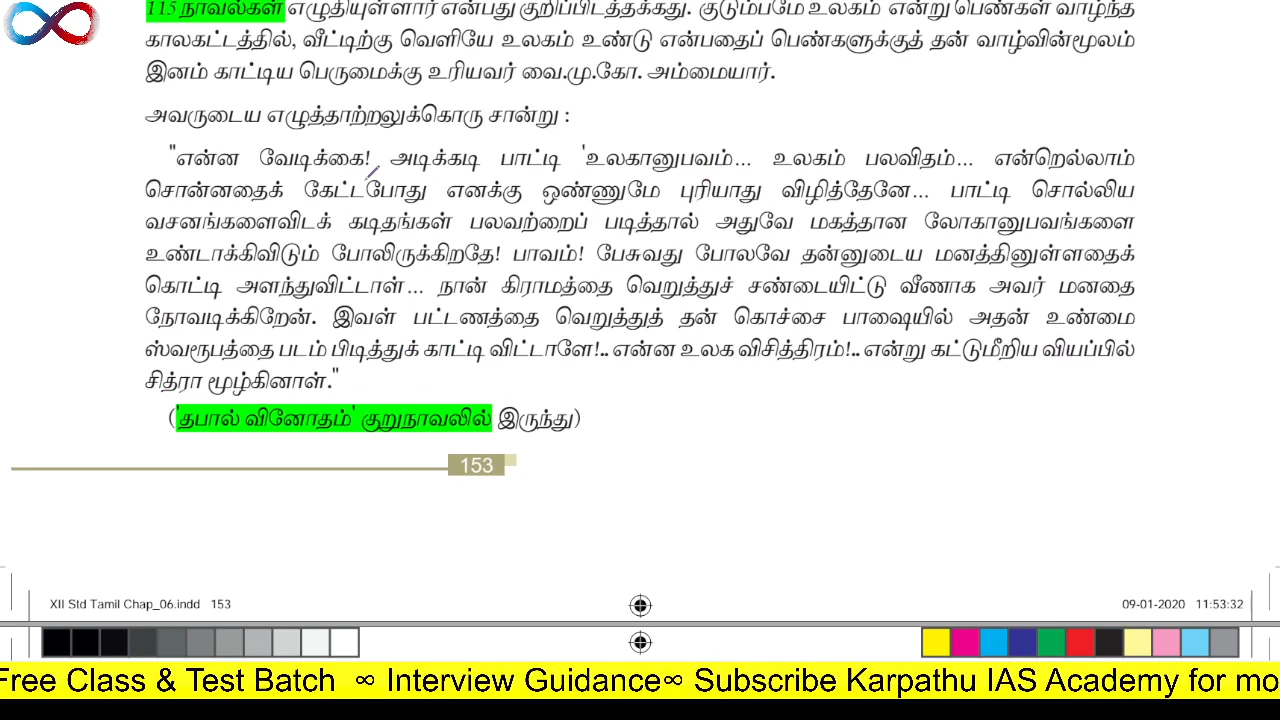 115 நாவல்கள் எழுதியுள்ளார் என்பது குறிப்பிடத்தக்கது. குடும்பமே உலகம் என்று பெண்கள் வாழ்ந்த
காலகட்டத்தில், வீட்டிற்கு வெளியே உலகம் உண்டு என்பதைப் பெண்களுக்குத் தன் வாழ்வின்மூலம்
இனம் காட்டிய பெருமைக்கு உரியவர் வை.மு.கோ. அம்மையார்.
அவருடைய எழுத்தாற்றலுக்கொரு சான்று :
"என்ன வேடிக்கை! அடிக்கடி பாட்டி 'உலகானுபவம்... உலகம் பலவிதம்... என்றெல்லாம்
சொன்னதைக் கேட்டபோது எனக்கு ஒண்ணுமே புரியாது விழித்தேனே... பாட்டி சொல்லிய
வசனங்களைவிடக் கடிதங்கள் பலவற்றைப் படித்தால் அதுவே மகத்தான லோகானுபவங்களை
உண்டாக்கிவிடும் போலிருக்கிறதே! பாவம்! பேசுவது போலவே தன்னுடைய மனத்தினுள்ளதைக்
கொட்டி அளந்துவிட்டாள்... நான் கிராமத்தை வெறுத்துச் சண்டையிட்டு வீணாக அவர் மனதை
நோவடிக்கிறேன். இவள் பட்டணத்தை வெறுத்துத் தன் கொச்சை பாஷையில் அதன் உண்மை
ஸ்வரூபத்தை படம் பிடித்துக் காட்டி விட்டாளே!.. என்ன உலக விசித்திரம்!.. என்று கட்டுமீறிய வியப்பில்
சித்ரா மூழ்கினாள்."
('தபால் வினோதம்' குறுநாவலில் இருந்து)
153
XII Std Tamil Chap_06.indd 153
09-01-2020 11:53:32
Free Class & Test Batch ∞ Interview Guidance∞ Subscribe Karpathu IAS Academy for mo